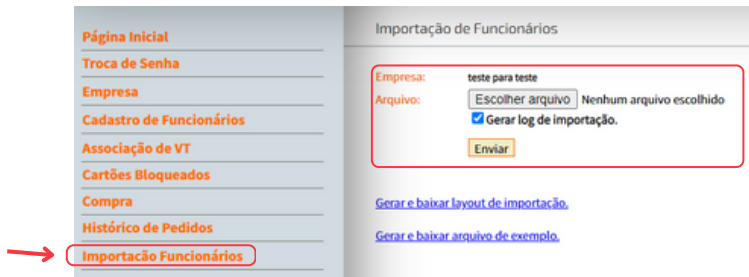 Página Inicial
Troca de Senha
Empresa
Cadastro de Funcionários
Associação de VT
Cartões Bloqueados
Compra
Histórico de Pedidos
Importação Funcionários
Importação de Funcionários
Empresa: teste para teste
Arquivo: Escolher arquivo Nenhum arquivo escolhido
Gerar log de importação.
Enviar
Gerar e baixar layout de importação.
Gerar e baixar arquivo de exemplo.